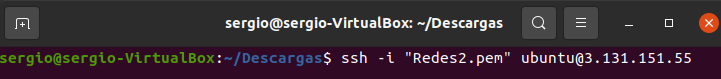 sergio@sergio-VirtualBox: ~/Descargas
sergio@sergio-VirtualBox:~/Descargas$ ssh -i "Redes2.pem" ubuntu@3.131.151.55